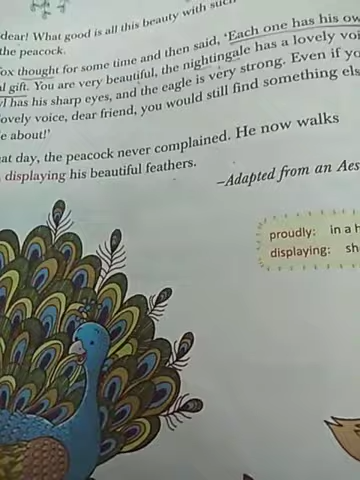 dear! What good is all this beauty with such
the peacock.
ox thought for some time and then said, 'Each one has his ow
l gift. You are very beautiful, the nightingale has a lovely voi
l has his sharp eyes, and the eagle is very strong. Even if yo
ovely voice, dear friend, you would still find something els
e about!'
at day, the peacock never complained. He now walks
displaying his beautiful feathers.
–Adapted from an Aes
proudly: in a h
displaying: sh